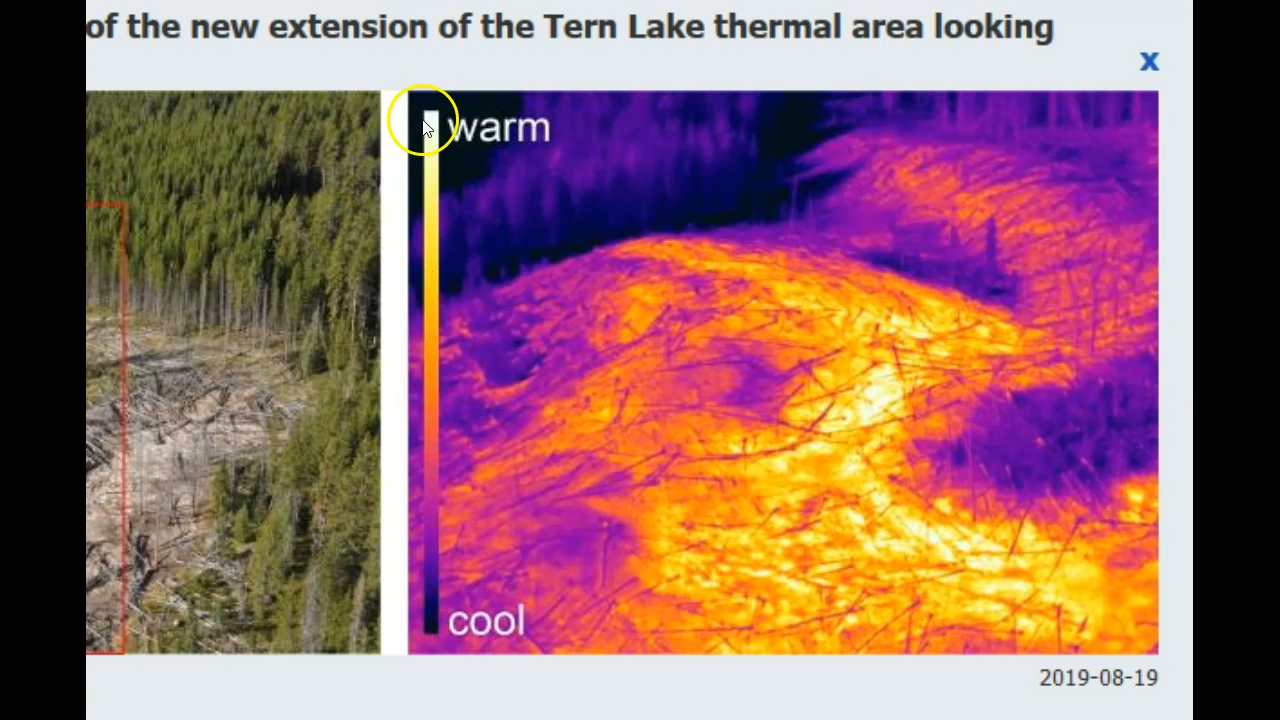 of the new extension of the Tern Lake thermal area looking
x
warm
cool
2019-08-19